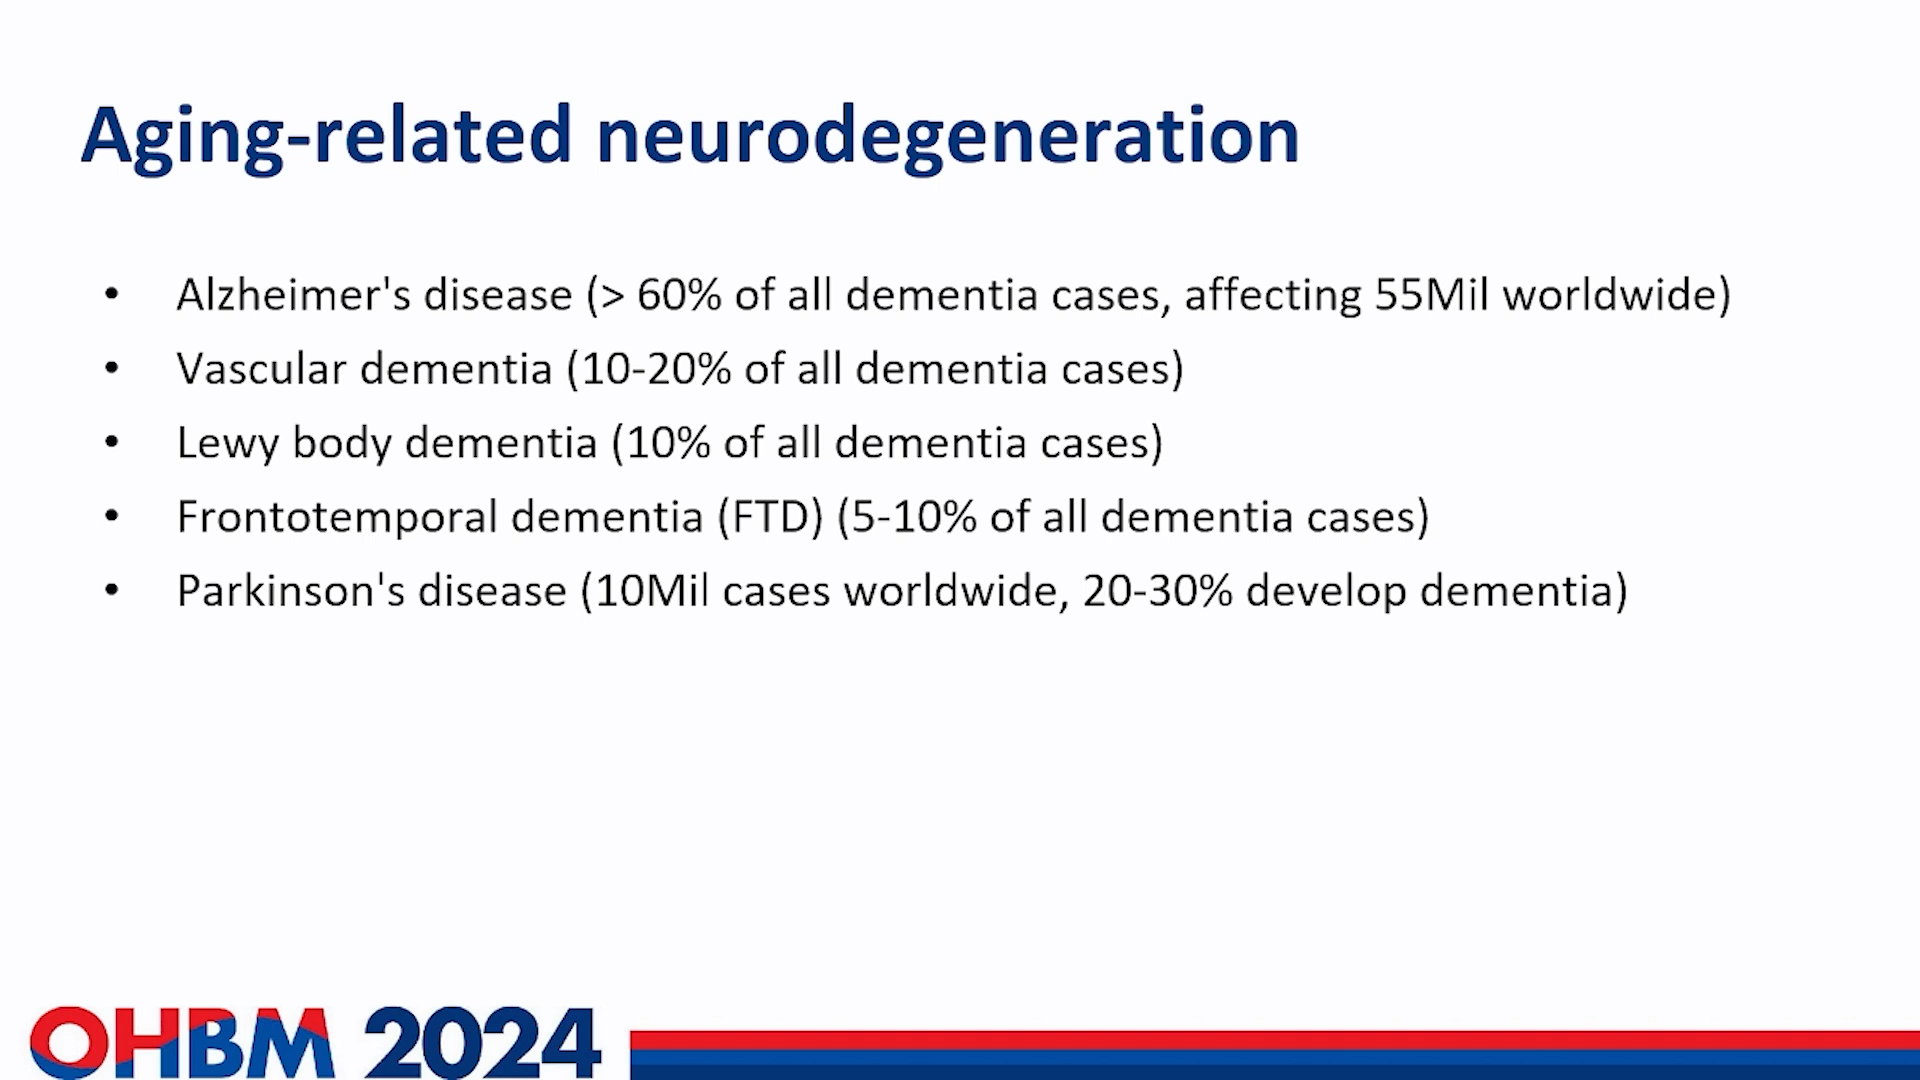 Aging-related neurodegeneration
• Alzheimer's disease (> 60% of all dementia cases, affecting 55Mil worldwide)
• Vascular dementia (10-20% of all dementia cases)
• Lewy body dementia (10% of all dementia cases)
• Frontotemporal dementia (FTD) (5-10% of all dementia cases)
• Parkinson's disease (10Mil cases worldwide, 20-30% develop dementia)
OHBM 2024